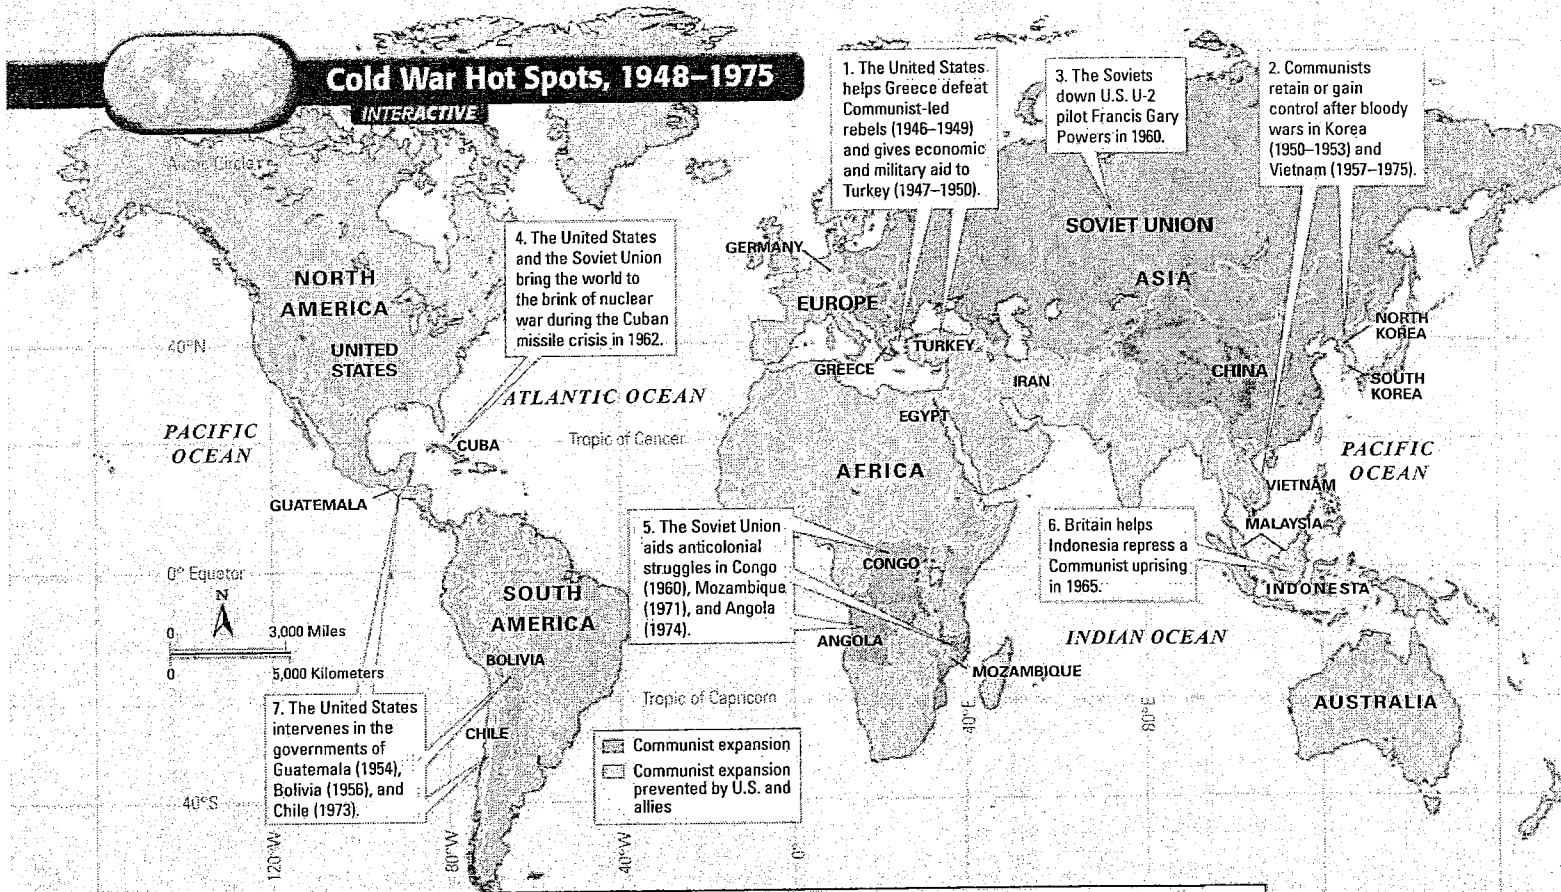 Cold War Hot Spots, 1948–1975
INTERACTIVE
1. The United States
helps Greece defeat
Communist-led
rebels (1946–1949)
and gives economic
and military aid to
Turkey (1947–1950).
3. The Soviets
down U.S. U-2
pilot Francis Gary
Powers in 1960.
2. Communists
retain or gain
control after bloody
wars in Korea
(1950–1953) and
Vietnam (1957–1975).
Arctic Circle
4. The United States
and the Soviet Union
bring the world to
the brink of nuclear
war during the Cuban
missile crisis in 1962.
GERMANY
SOVIET UNION
NORTH
AMERICA
EUROPE
ASIA
NORTH
KOREA
40°N
UNITED
STATES
TURKEY
GREECE
IRAN
CHINA
SOUTH
KOREA
ATLANTIC OCEAN
EGYPT
PACIFIC
OCEAN
CUBA
Tropic of Cancer
AFRICA
PACIFIC
OCEAN
GUATEMALA
VIETNAM
MALAYSIA
5. The Soviet Union
aids anticolonial
struggles in Congo
(1960), Mozambique
(1971), and Angola
(1974).
6. Britain helps
Indonesia repress a
Communist uprising
in 1965.
CONGO
0° Equator
INDONESIA
N
SOUTH
AMERICA
0 3,000 Miles
0 5,000 Kilometers
ANGOLA
INDIAN OCEAN
BOLIVIA
MOZAMBIQUE
Tropic of Capricorn
AUSTRALIA
40°E
80°E
7. The United States
intervenes in the
governments of
Guatemala (1954),
Bolivia (1956), and
Chile (1973).
CHILE
Communist expansion
Communist expansion
prevented by U.S. and
allies
40°S
120°W
80°W
40°W
0°